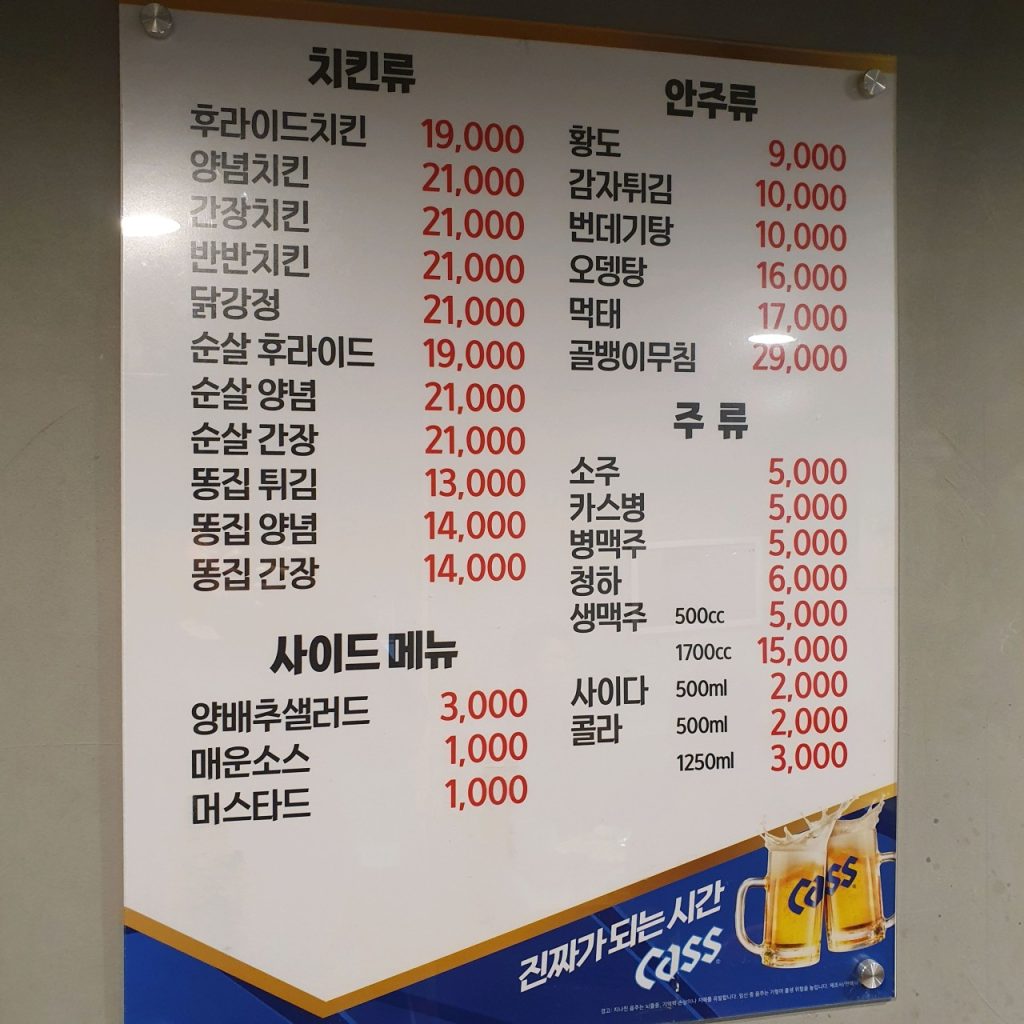 치킨류
후라이드치킨 19,000
양념치킨 21,000
간장치킨 21,000
반반치킨 21,000
닭강정 21,000
순살 후라이드 19,000
순살 양념 21,000
순살 간장 21,000
똥집 튀김 13,000
똥집 양념 14,000
똥집 간장 14,000
사이드 메뉴
양배추샐러드 3,000
매운소스 1,000
머스타드 1,000
안주류
황도 9,000
감자튀김 10,000
번데기탕 10,000
오뎅탕 16,000
먹태 17,000
골뱅이무침 29,000
주 류
소주 5,000
카스병 5,000
병맥주 5,000
청하 6,000
생맥주 500cc 5,000
1700cc 15,000
사이다 500ml 2,000
콜라 500ml 2,000
1250ml 3,000
진짜가 되는 시간
Cass
Cass